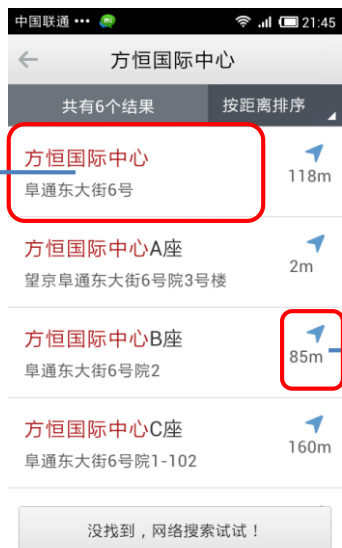 中国联通 ••• 21:45
方恒国际中心
共有6个结果 按距离排序
方恒国际中心
118m
阜通东大街6号
方恒国际中心A座
2m
望京阜通东大街6号院3号楼
方恒国际中心B座
85m
阜通东大街6号院2
方恒国际中心C座
160m
阜通东大街6号院1-102
没找到，网络搜索试试！